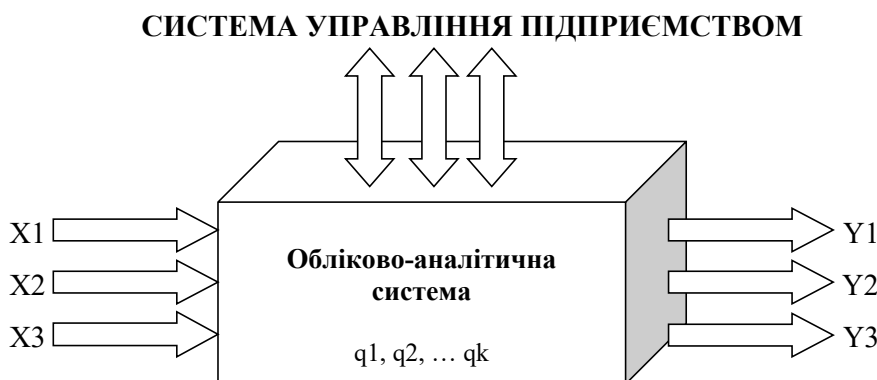 СИСТЕМА УПРАВЛІННЯ ПІДПРИЄМСТВОМ
X1
Y1
Обліково-аналітична
X2
система
Y2
X3
q1, q2, … qk
Y3